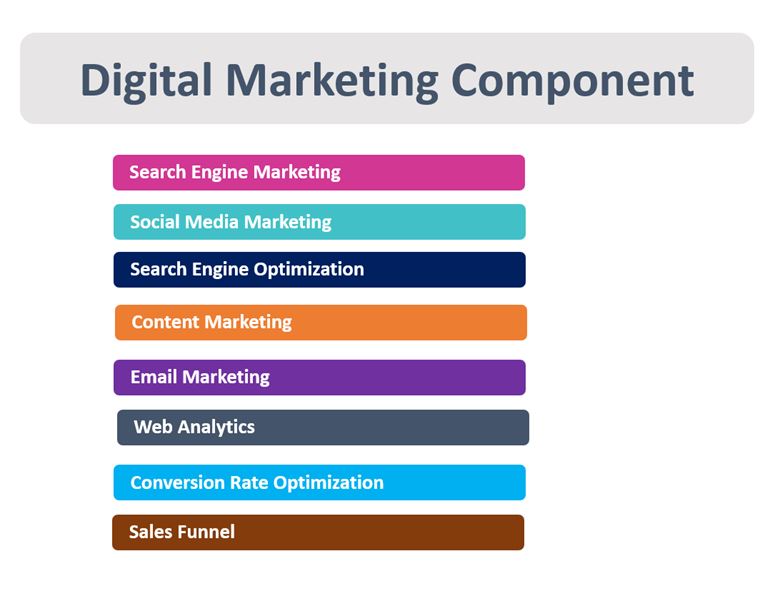 Digital Marketing Component
Search Engine Marketing
Social Media Marketing
Search Engine Optimization
Content Marketing
Email Marketing
Web Analytics
Conversion Rate Optimization
Sales Funnel